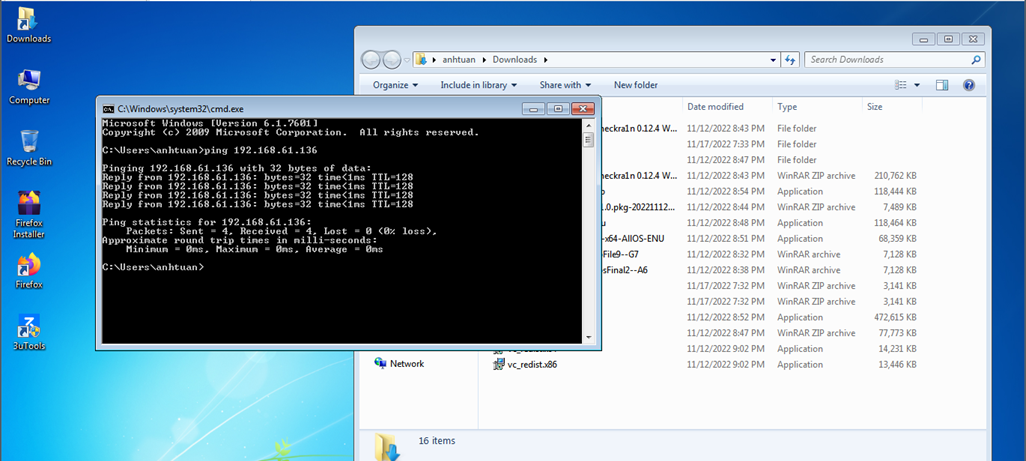 Downloads
Computer
Recycle Bin
Firefox
Installer
Firefox
3uTools
C:\Windows\system32\cmd.exe
Microsoft Windows [Version 6.1.7601]
Copyright (c) 2009 Microsoft Corporation.  All rights reserved.
C:\Users\anhtuan>ping 192.168.61.136
Pinging 192.168.61.136 with 32 bytes of data:
Reply from 192.168.61.136: bytes=32 time<1ms TTL=128
Reply from 192.168.61.136: bytes=32 time<1ms TTL=128
Reply from 192.168.61.136: bytes=32 time<1ms TTL=128
Reply from 192.168.61.136: bytes=32 time<1ms TTL=128
Ping statistics for 192.168.61.136:
Packets: Sent = 4, Received = 4, Lost = 0 (0% loss),
Approximate round trip times in milli-seconds:
Minimum = 0ms, Maximum = 0ms, Average = 0ms
C:\Users\anhtuan>
anhtuan Downloads
Search Downloads
Organize Include in library Share with New folder
Date modified Type Size
neckra1n 0.12.4 W... 11/12/2022 8:43 PM File folder
11/17/2022 7:33 PM File folder
11/12/2022 8:47 PM File folder
neckra1n 0.12.4 W... 11/12/2022 8:43 PM WinRAR ZIP archive 210,762 KB
11/12/2022 8:54 PM Application 118,444 KB
1.0.pkg-20221112... 11/12/2022 8:44 PM WinRAR ZIP archive 7,489 KB
11/12/2022 8:48 PM Application 118,464 KB
-x64-AllOS-ENU 11/12/2022 8:51 PM Application 68,359 KB
File9--G7 11/12/2022 8:32 PM WinRAR ZIP archive 7,128 KB
sFinal2--A6 11/12/2022 8:38 PM WinRAR ZIP archive 7,128 KB
11/17/2022 7:32 PM WinRAR ZIP archive 3,141 KB
11/17/2022 7:32 PM WinRAR ZIP archive 3,141 KB
11/12/2022 8:52 PM Application 472,615 KB
11/12/2022 8:47 PM WinRAR ZIP archive 77,773 KB
11/12/2022 9:02 PM Application 14,231 KB
Network vc_redist.x86 11/12/2022 9:02 PM Application 13,446 KB
16 items